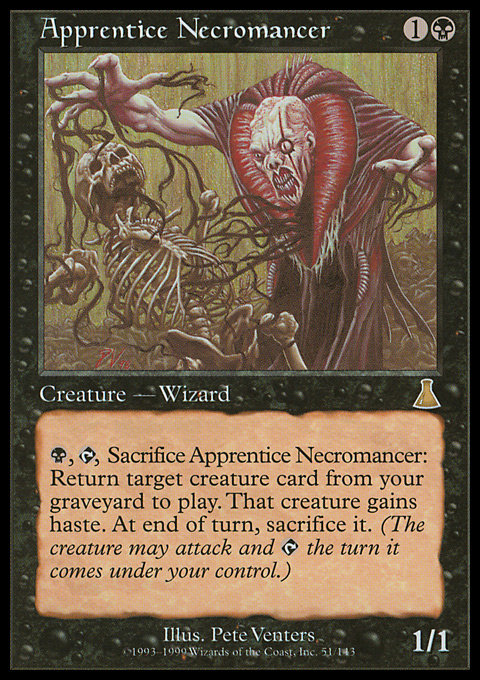 Apprentice Necromancer 1
Creature — Wizard
, , Sacrifice Apprentice Necromancer:
Return target creature card from your
graveyard to play. That creature gains
haste. At end of turn, sacrifice it. (The
creature may attack and the turn it
comes under your control.)
Illus. Pete Venters
©1993-1999 Wizards of the Coast, Inc. 51/143
1/1